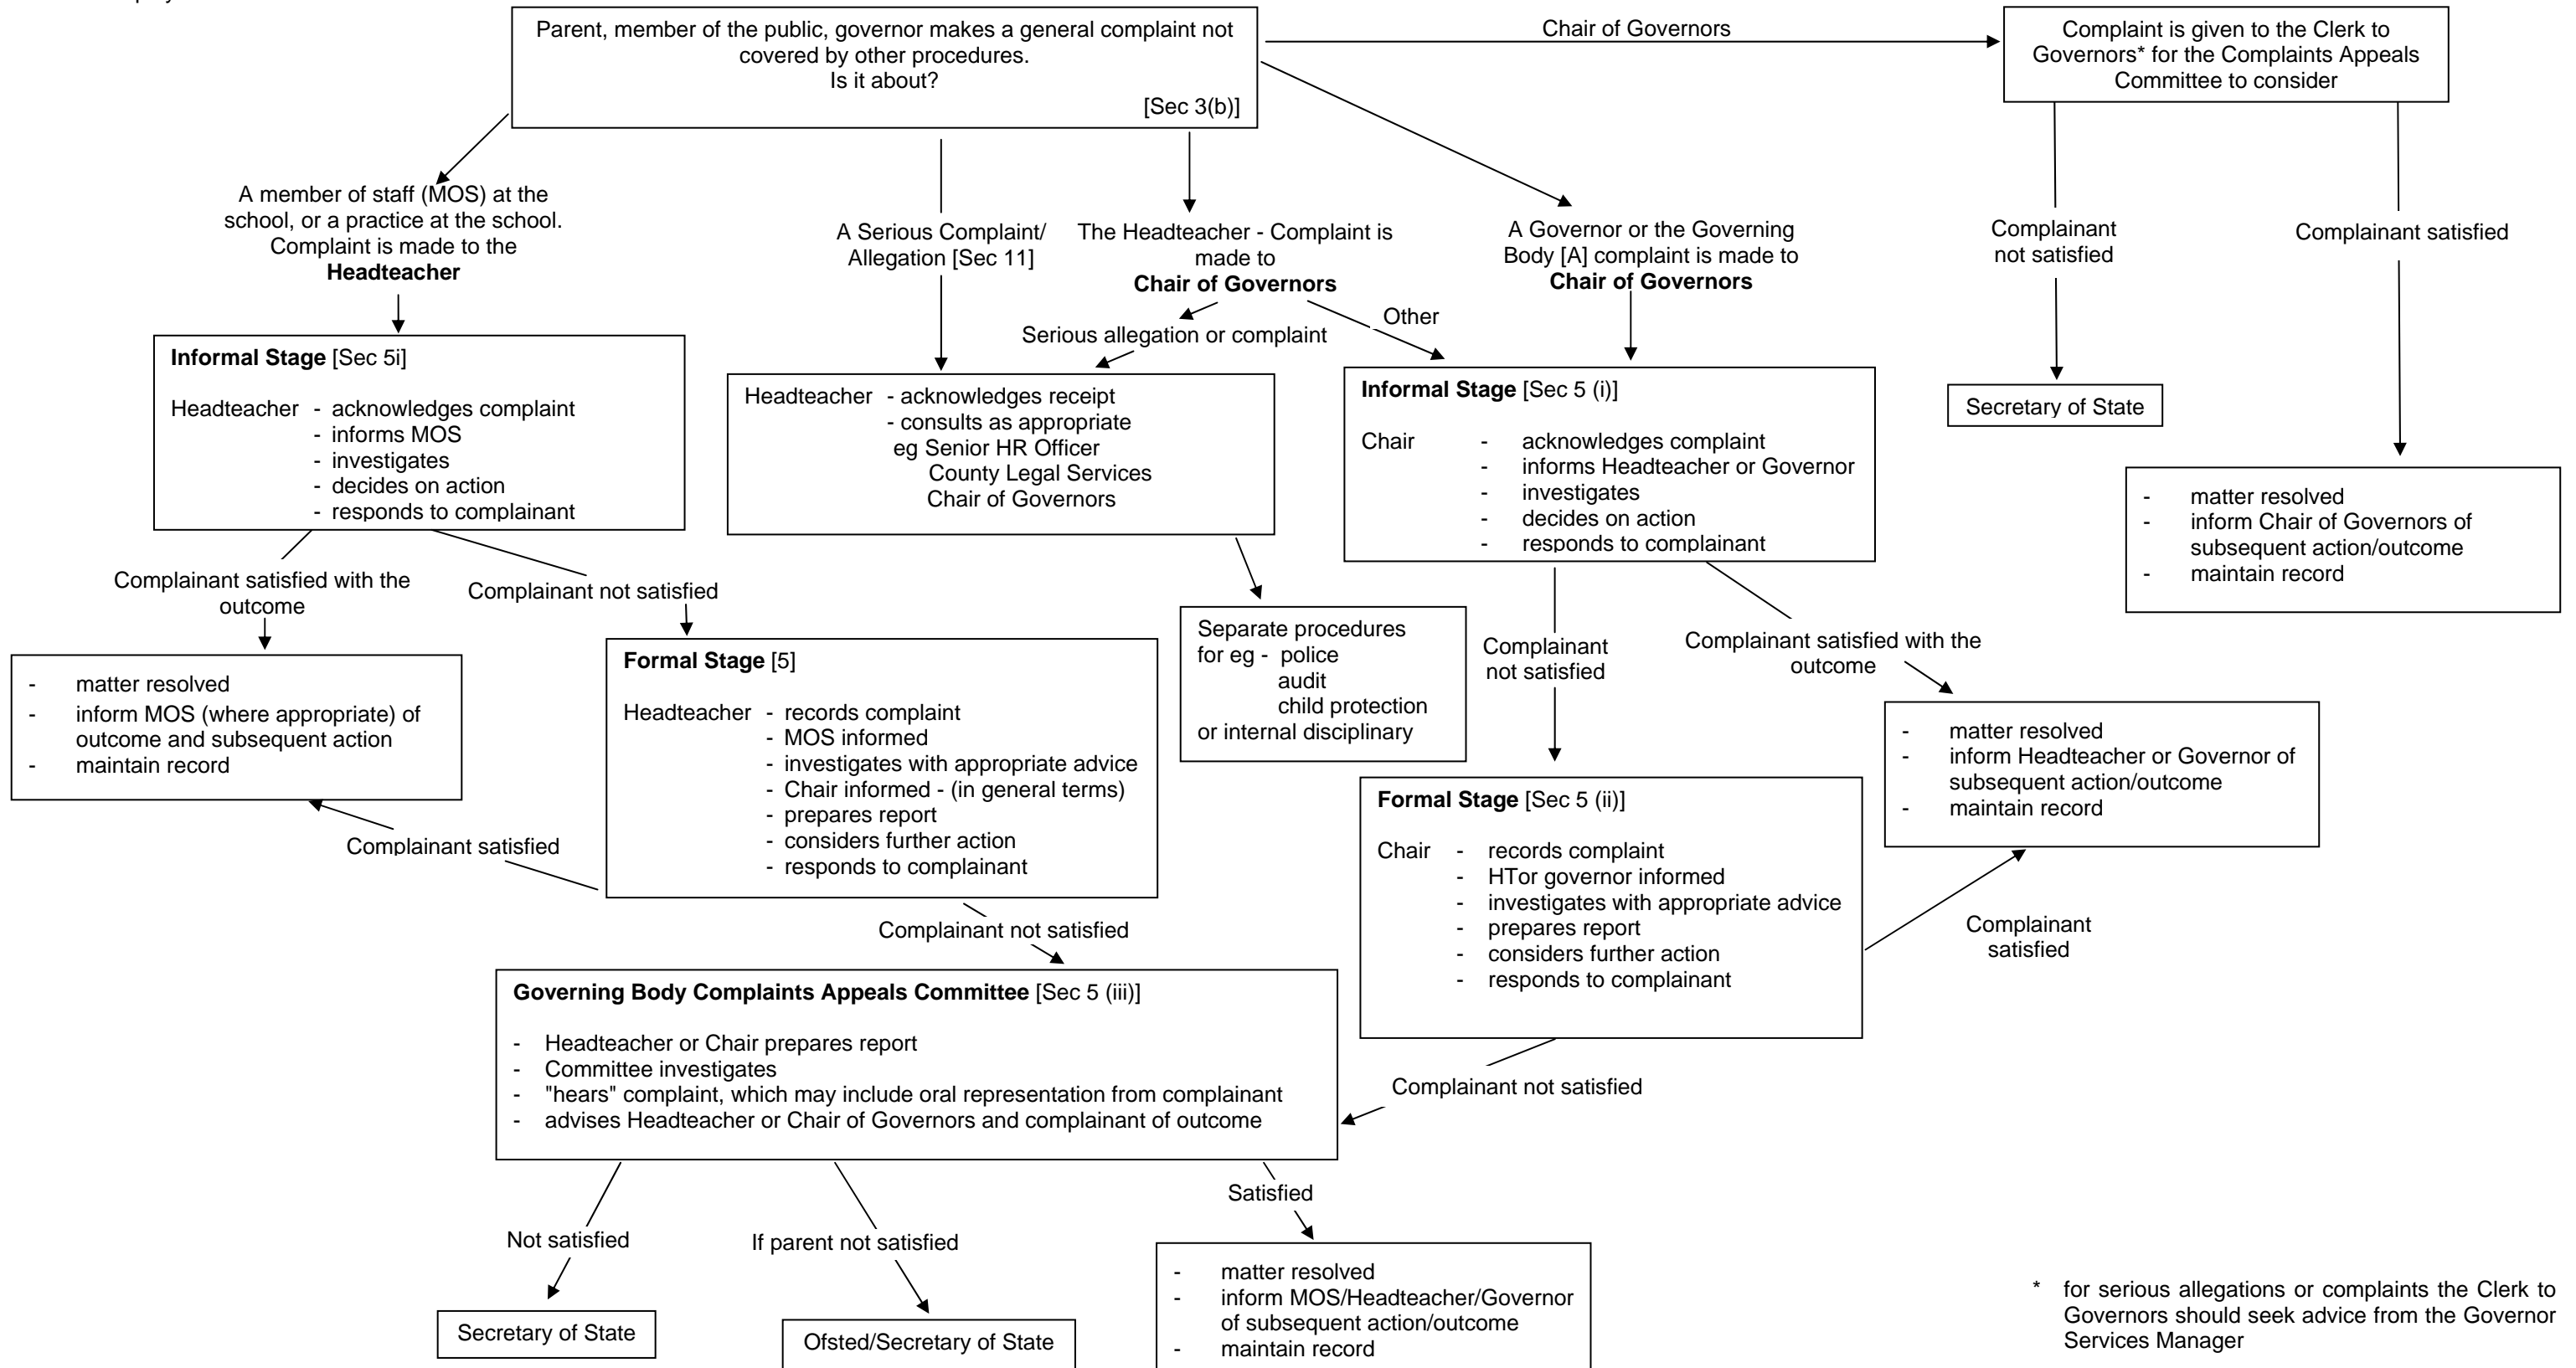 Parent, member of the public, governor makes a general complaint not
covered by other procedures.
Is it about?
[Sec 3(b)]
Chair of Governors
Complaint is given to the Clerk to
Governors* for the Complaints Appeals
Committee to consider
A member of staff (MOS) at the
school, or a practice at the school.
Complaint is made to the
Headteacher
A Serious Complaint/
Allegation [Sec 11]
The Headteacher - Complaint is
made to
Chair of Governors
A Governor or the Governing
Body [A] complaint is made to
Chair of Governors
Complainant
not satisfied
Complainant satisfied
Serious allegation or complaint
Other
Informal Stage [Sec 5i]
Headteacher - acknowledges complaint
- informs MOS
- investigates
- decides on action
- responds to complainant
Headteacher - acknowledges receipt
- consults as appropriate
eg Senior HR Officer
County Legal Services
Chair of Governors
Informal Stage [Sec 5 (i)]
Chair - acknowledges complaint
- informs Headteacher or Governor
- investigates
- decides on action
- responds to complainant
Secretary of State
- matter resolved
- inform Chair of Governors of
subsequent action/outcome
- maintain record
Complainant satisfied with the
outcome
Complainant not satisfied
Separate procedures
for eg - police
audit
child protection
or internal disciplinary
Complainant
not satisfied
Complainant satisfied with the
outcome
- matter resolved
- inform MOS (where appropriate) of
outcome and subsequent action
- maintain record
Formal Stage [5]
Headteacher - records complaint
- MOS informed
- investigates with appropriate advice
- Chair informed - (in general terms)
- prepares report
- considers further action
- responds to complainant
- matter resolved
- inform Headteacher or Governor of
subsequent action/outcome
- maintain record
Complainant satisfied
Formal Stage [Sec 5 (ii)]
Chair - records complaint
- HTor governor informed
- investigates with appropriate advice
- prepares report
- considers further action
- responds to complainant
Complainant
satisfied
Complainant not satisfied
Governing Body Complaints Appeals Committee [Sec 5 (iii)]
- Headteacher or Chair prepares report
- Committee investigates
- "hears" complaint, which may include oral representation from complainant
- advises Headteacher or Chair of Governors and complainant of outcome
Complainant not satisfied
Not satisfied
If parent not satisfied
Satisfied
Secretary of State
Ofsted/Secretary of State
- matter resolved
- inform MOS/Headteacher/Governor
of subsequent action/outcome
- maintain record
* for serious allegations or complaints the Clerk to
Governors should seek advice from the Governor
Services Manager